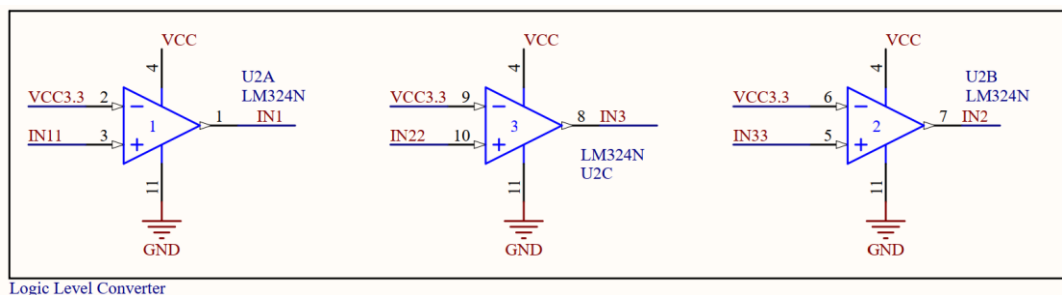 VCC
4
U2A
LM324N
VCC3.3 2
1 IN1
1
IN11 3
11
GND
VCC
4
VCC3.3 9
8 IN3
3
IN22 10
LM324N
U2C
11
GND
VCC
4
U2B
LM324N
VCC3.3 6
7 IN2
2
IN33 5
11
GND
Logic Level Converter